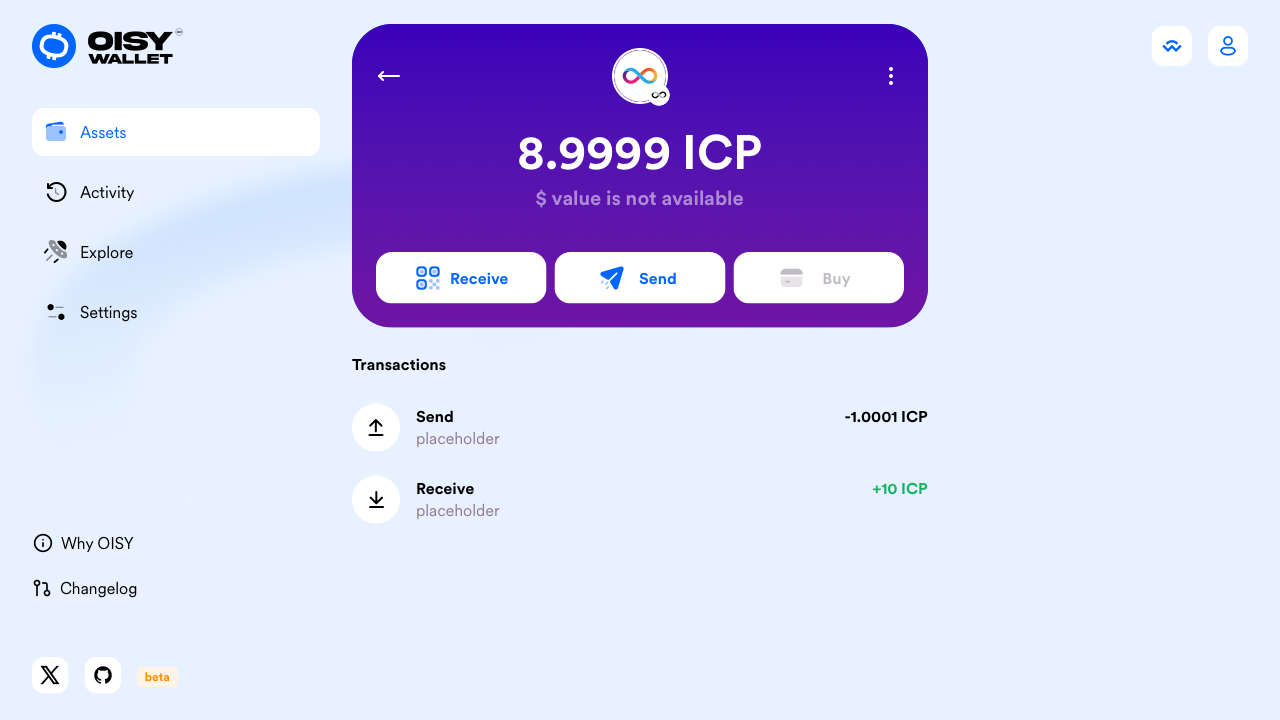 OISY
WALLET
Assets
Activity
Explore
Settings
Why OISY
Changelog
beta
8.9999 ICP
$ value is not available
Receive
Send
Buy
Transactions
Send
-1.0001 ICP
placeholder
Receive
+10 ICP
placeholder